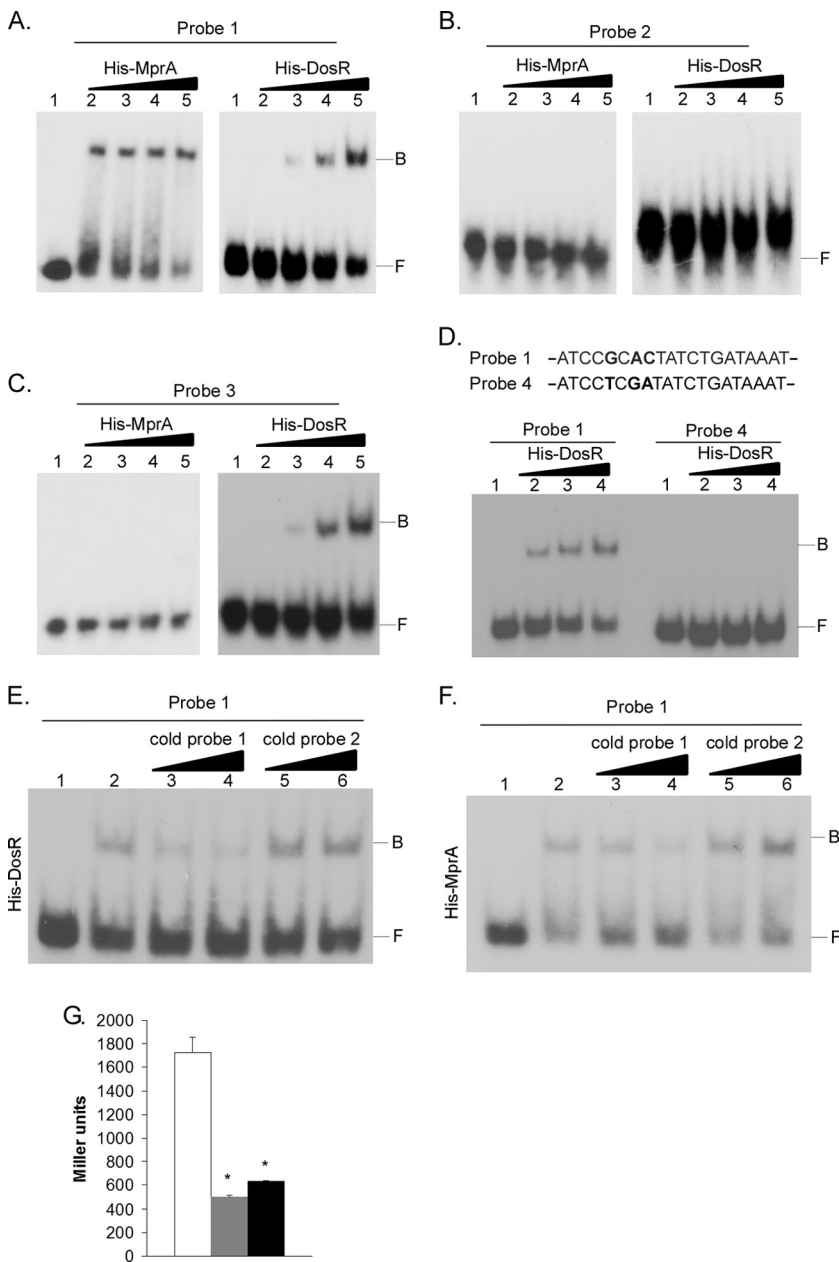 A.
Probe 1
His-MprA His-DosR
1 2 3 4 5 1 2 3 4 5
B
F
B.
Probe 2
His-MprA His-DosR
1 2 3 4 5 1 2 3 4 5
F
C.
Probe 3
His-MprA His-DosR
1 2 3 4 5 1 2 3 4 5
B
F
D.
Probe 1 –ATCCGCACTATCTGATAAAT–
Probe 4 –ATCCTCGATATCTGATAAAT–
Probe 1 Probe 4
His-DosR His-DosR
1 2 3 4 1 2 3 4
B
F
E.
Probe 1
cold probe 1 cold probe 2
1 2 3 4 5 6
His-DosR
B
F
F.
Probe 1
cold probe 1 cold probe 2
1 2 3 4 5 6
His-MprA
B
F
G.
Miller units
2000
1800
1600
1400
1200
1000
800
600
400
200
0
* *